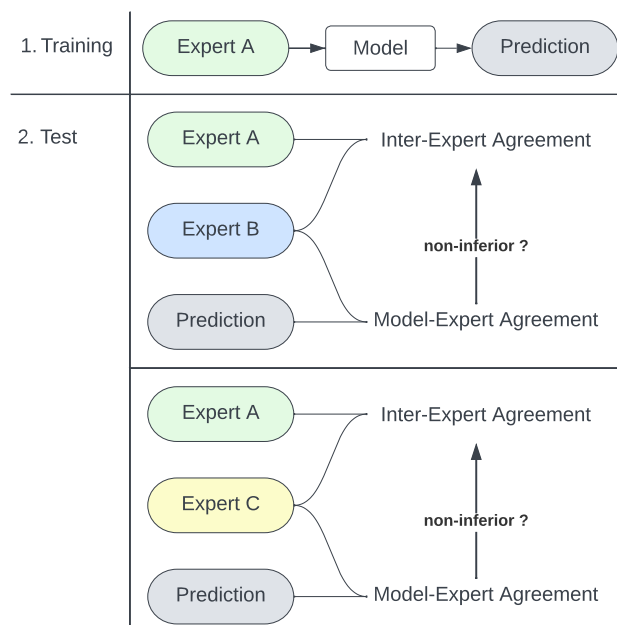 1. Training
Expert A
Model
Prediction
2. Test
Expert A
Inter-Expert Agreement
Expert B
non-inferior ?
Prediction
Model-Expert Agreement
Expert A
Inter-Expert Agreement
Expert C
non-inferior ?
Prediction
Model-Expert Agreement